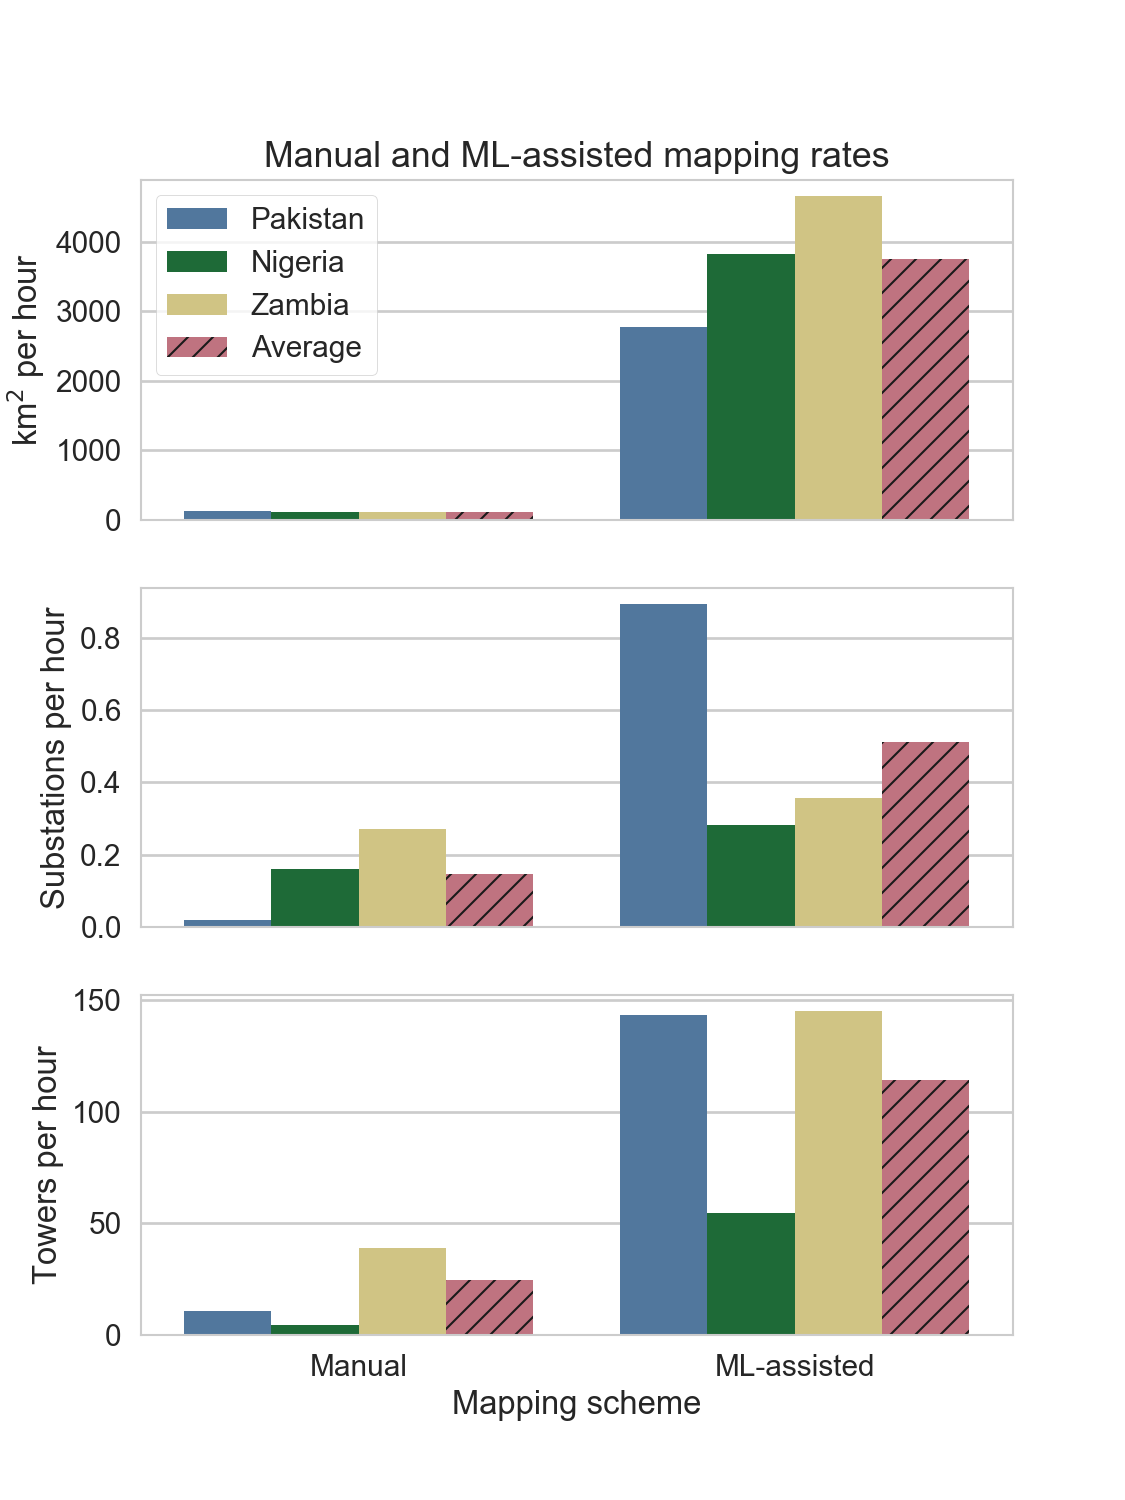 Manual and ML-assisted mapping rates
km² per hour
4000
3000
2000
1000
0
Pakistan
Nigeria
Zambia
Average
Substations per hour
0.8
0.6
0.4
0.2
0.0
Towers per hour
150
100
50
0
Manual
ML-assisted
Mapping scheme